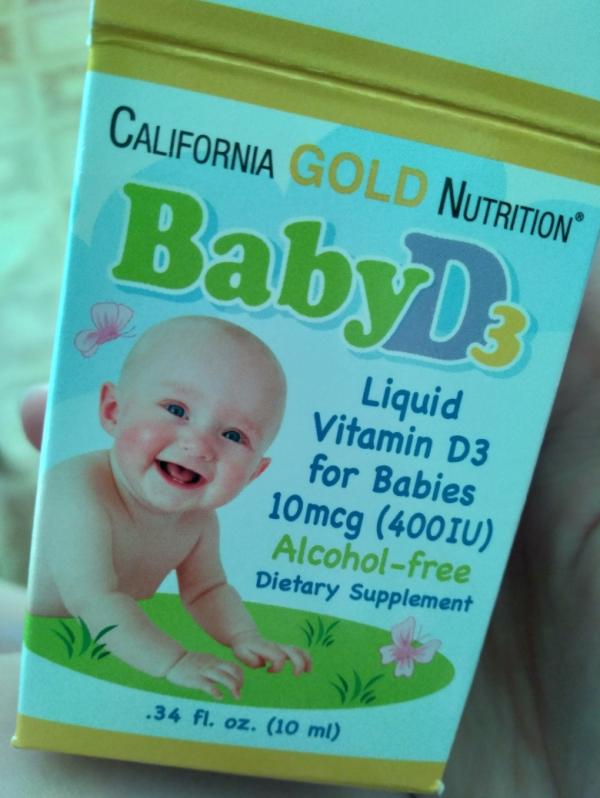 CALIFORNIA GOLD NUTRITION®
BabyD3
Liquid
Vitamin D3
for Babies
10mcg (400IU)
Alcohol-free
Dietary Supplement
.34 fl. oz. (10 ml)